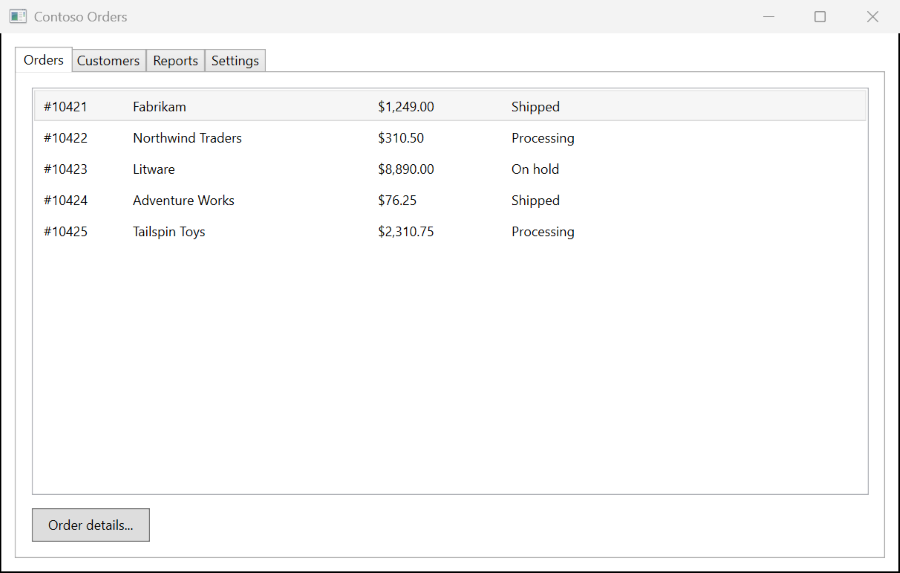 Contoso Orders
Orders Customers Reports Settings
#10421 Fabrikam $1,249.00 Shipped
#10422 Northwind Traders $310.50 Processing
#10423 Litware $8,890.00 On hold
#10424 Adventure Works $76.25 Shipped
#10425 Tailspin Toys $2,310.75 Processing
Order details...